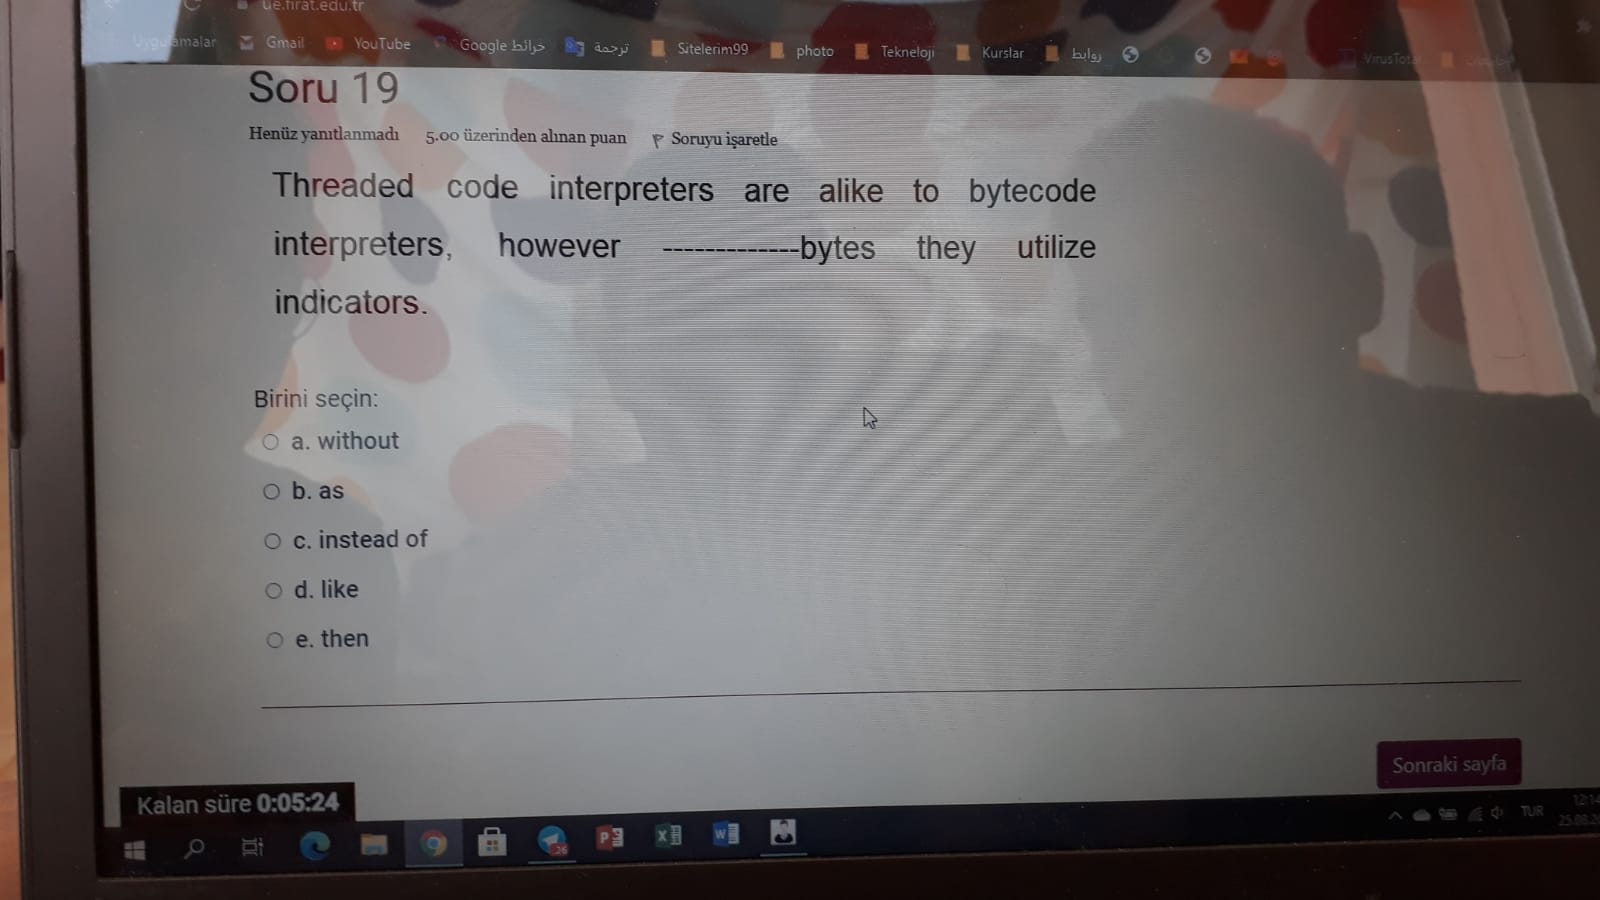 ue.firat.edu.tr
Uygulamalar Gmail YouTube خرائط Google ترجمة Sitelerim99 photo Tekneloji Kurslar روابط VirusTotal
Soru 19
Henüz yanıtlanmadı 5.00 üzerinden alınan puan Soruyu işaretle
Threaded code interpreters are alike to bytecode
interpreters, however -------------bytes they utilize
indicators.
Birini seçin:
a. without
b. as
c. instead of
d. like
e. then
Sonraki sayfa
Kalan süre 0:05:24
26
TUR